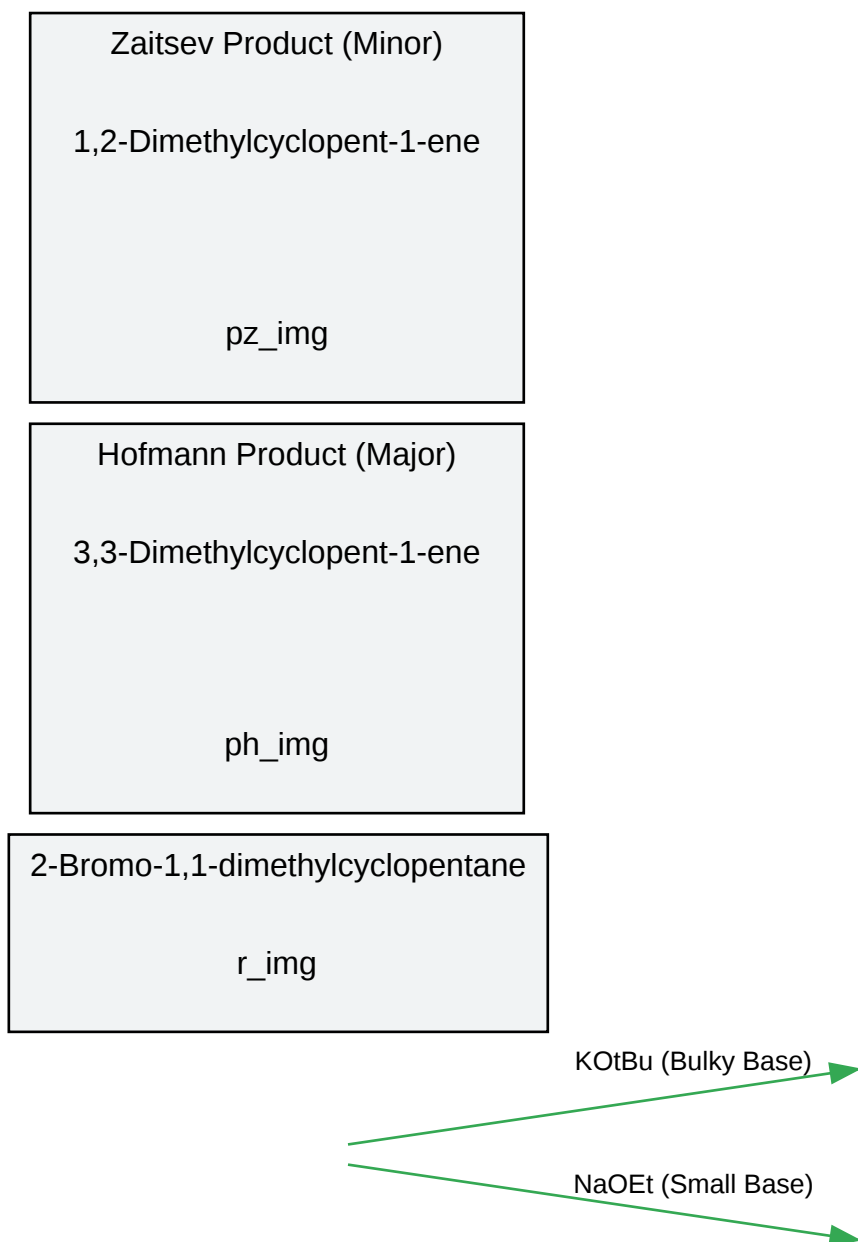 Zaitsev Product (Minor)
1,2-Dimethylcyclopent-1-ene
pz_img
Hofmann Product (Major)
3,3-Dimethylcyclopent-1-ene
ph_img
2-Bromo-1,1-dimethylcyclopentane
r_img
KOtBu (Bulky Base)
NaOEt (Small Base)